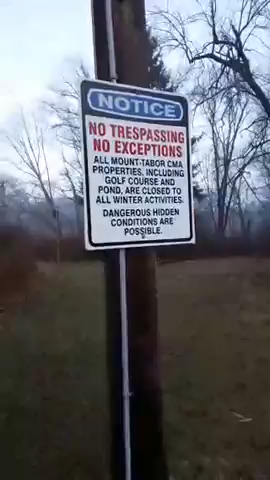 NOTICE
NO TRESPASSING
NO EXCEPTIONS
ALL MOUNT-TABOR CMA
PROPERTIES, INCLUDING
GOLF COURSE AND
POND, ARE CLOSED TO
ALL WINTER ACTIVITIES.
DANGEROUS HIDDEN
CONDITIONS ARE
POSSIBLE.